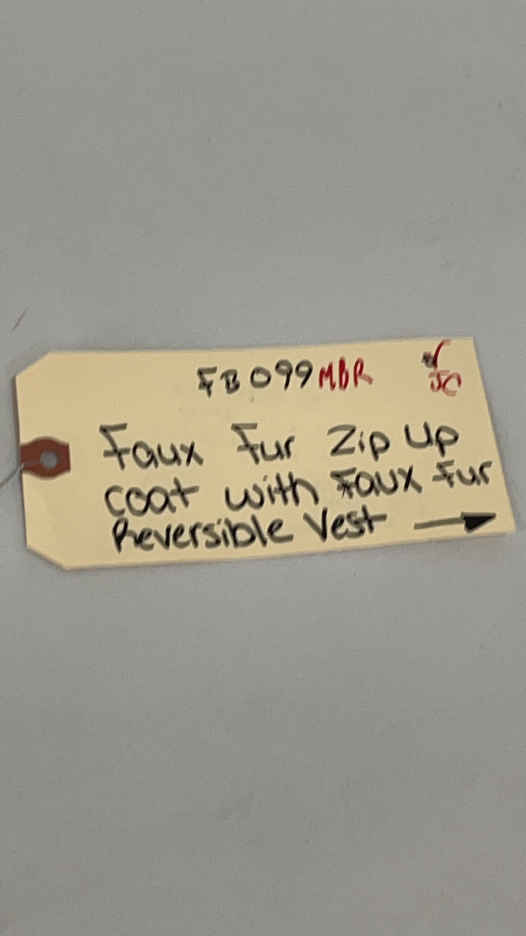 FB099MBR
Faux Fur Zip Up
coat with Faux Fur
Reversible Vest